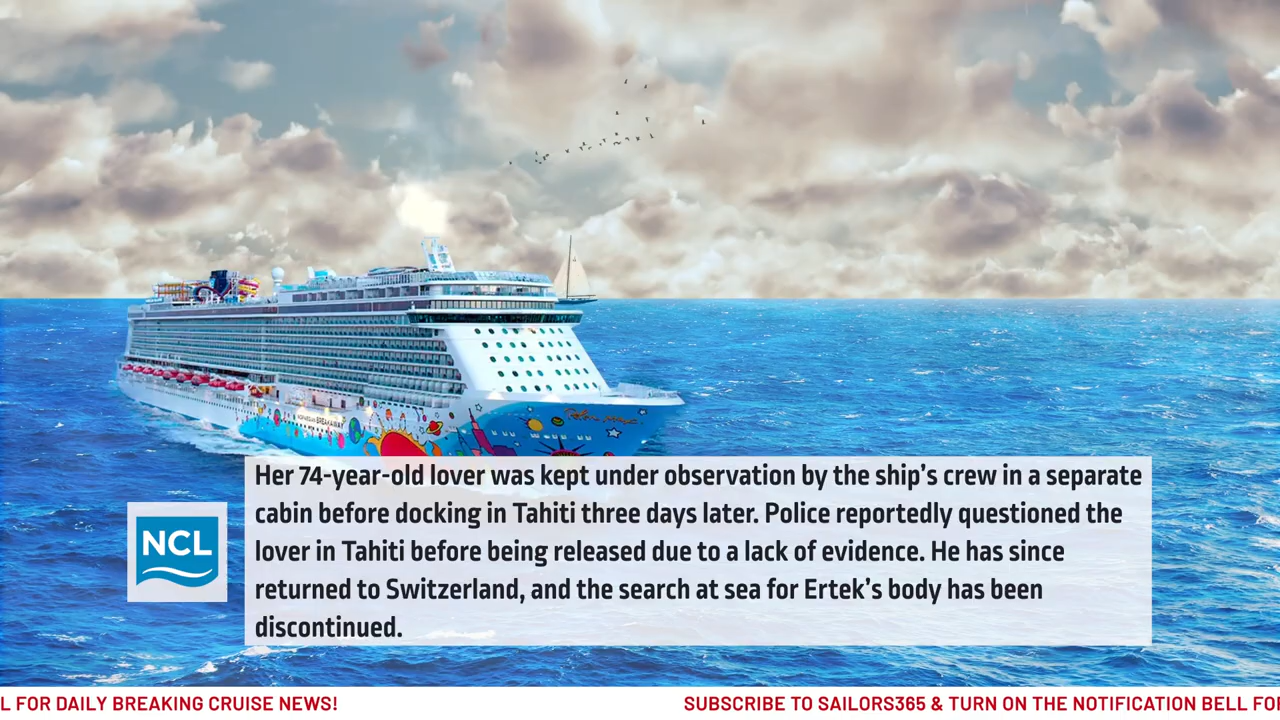 NORWEGIAN BREAKAWAY
Her 74-year-old lover was kept under observation by the ship’s crew in a separate
cabin before docking in Tahiti three days later. Police reportedly questioned the
lover in Tahiti before being released due to a lack of evidence. He has since
returned to Switzerland, and the search at sea for Ertek’s body has been
discontinued.
NCL
L FOR DAILY BREAKING CRUISE NEWS!
SUBSCRIBE TO SAILORS365 & TURN ON THE NOTIFICATION BELL FO